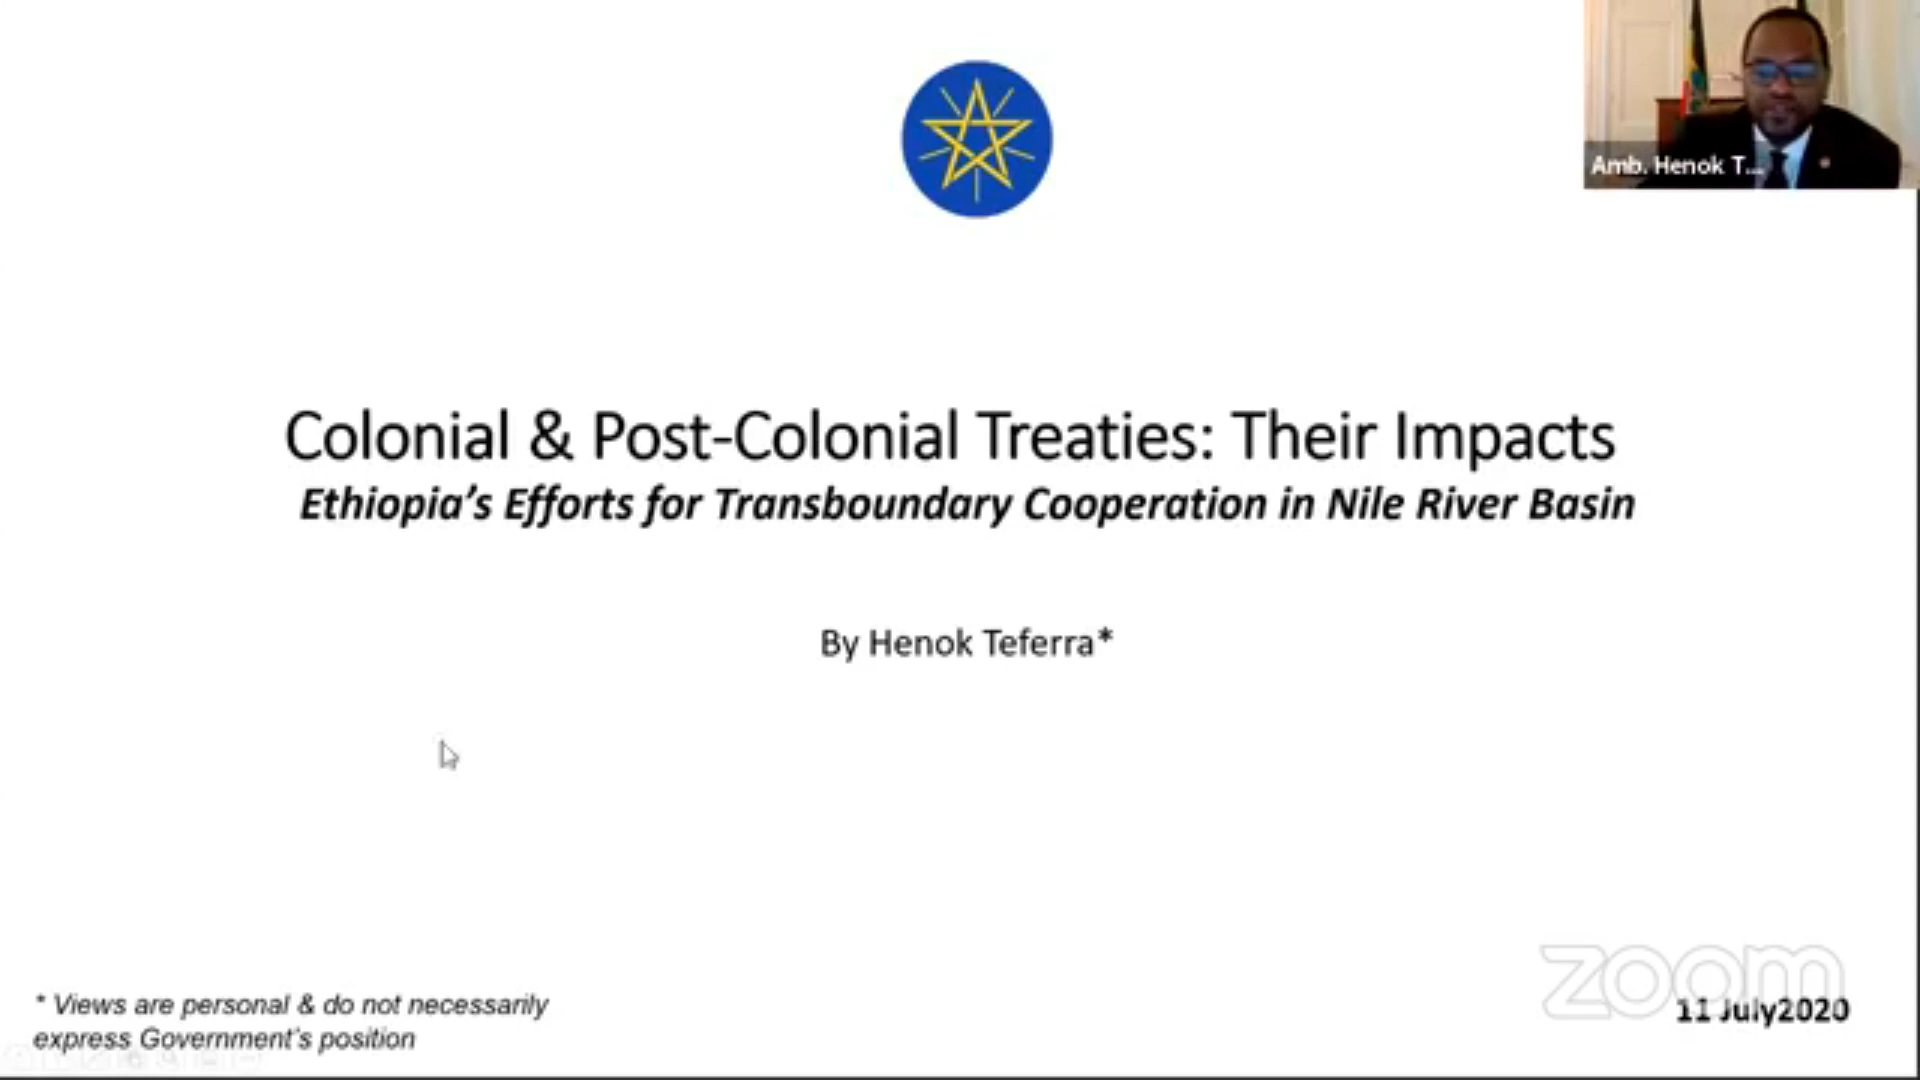 Amb. Henok T...
Colonial & Post-Colonial Treaties: Their Impacts
Ethiopia's Efforts for Transboundary Cooperation in Nile River Basin
By Henok Teferra*
* Views are personal & do not necessarily
express Government's position
zoom
11 July2020